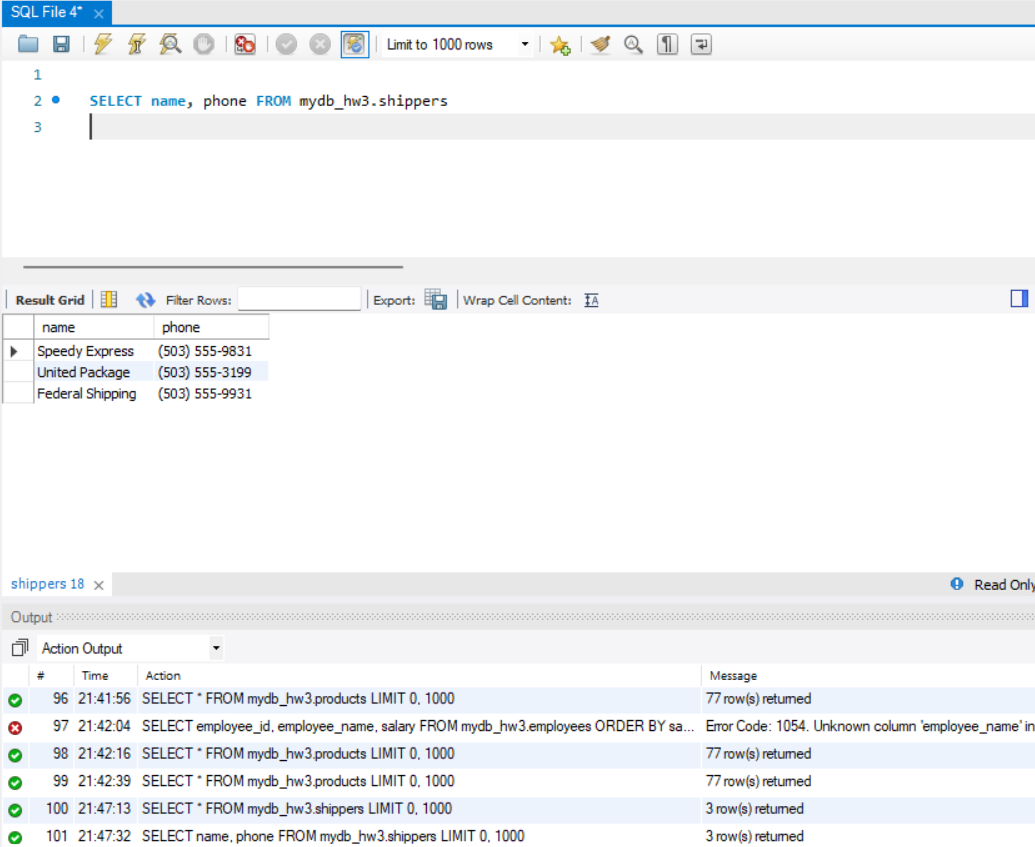 SQL File 4*
Limit to 1000 rows
1
2 SELECT name, phone FROM mydb_hw3.shippers
3
Result Grid Filter Rows: Export: Wrap Cell Content:
name phone
Speedy Express (503) 555-9831
United Package (503) 555-3199
Federal Shipping (503) 555-9931
shippers 18 Read Only
Output
Action Output
# Time Action Message
96 21:41:56 SELECT * FROM mydb_hw3.products LIMIT 0, 1000 77 row(s) returned
97 21:42:04 SELECT employee_id, employee_name, salary FROM mydb_hw3.employees ORDER BY sa... Error Code: 1054. Unknown column 'employee_name' in
98 21:42:16 SELECT * FROM mydb_hw3.products LIMIT 0, 1000 77 row(s) returned
99 21:42:39 SELECT * FROM mydb_hw3.products LIMIT 0, 1000 77 row(s) returned
100 21:47:13 SELECT * FROM mydb_hw3.shippers LIMIT 0, 1000 3 row(s) returned
101 21:47:32 SELECT name, phone FROM mydb_hw3.shippers LIMIT 0, 1000 3 row(s) returned